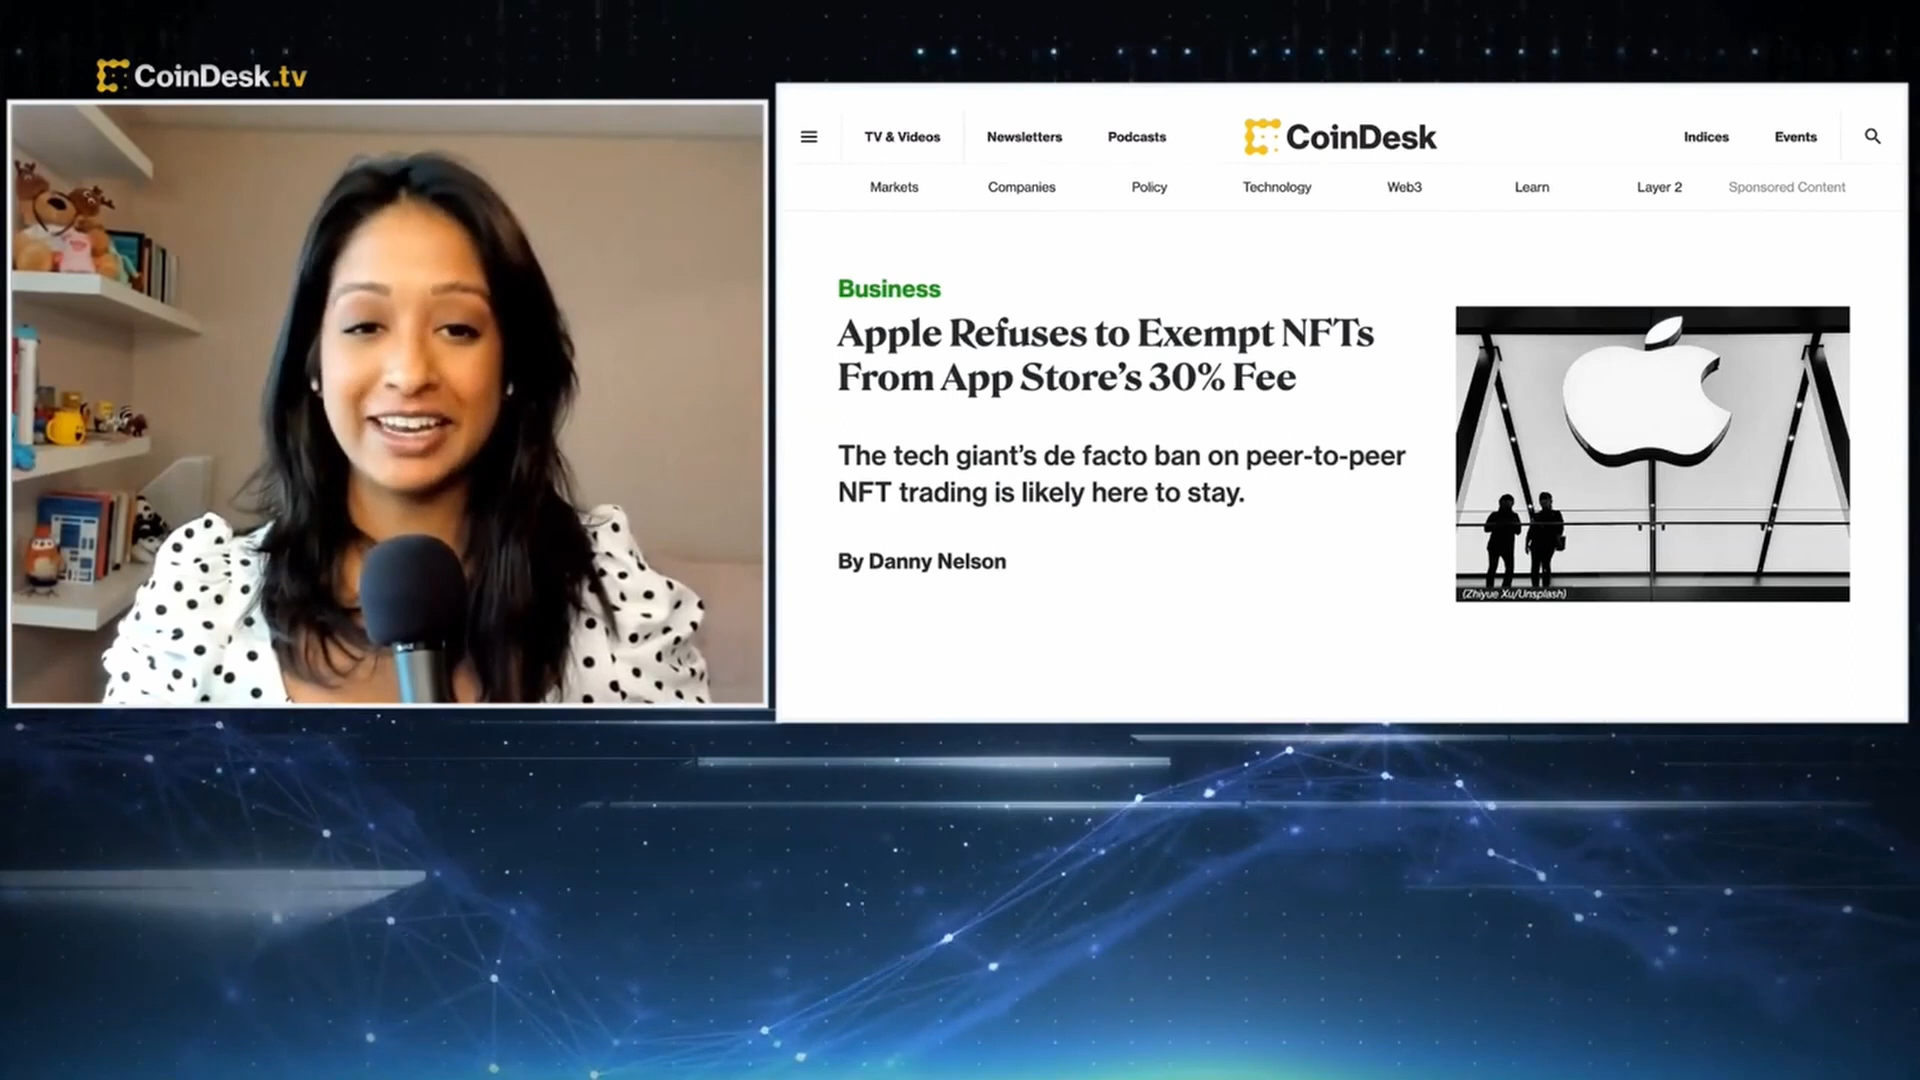 CoinDesk.tv
TV & Videos
Newsletters
Podcasts
CoinDesk
Indices
Events
Markets
Companies
Policy
Technology
Web3
Learn
Layer 2
Sponsored Content
Business
Apple Refuses to Exempt NFTs
From App Store’s 30% Fee
The tech giant’s de facto ban on peer-to-peer
NFT trading is likely here to stay.
By Danny Nelson
(Zhiyue Xu/Unsplash)